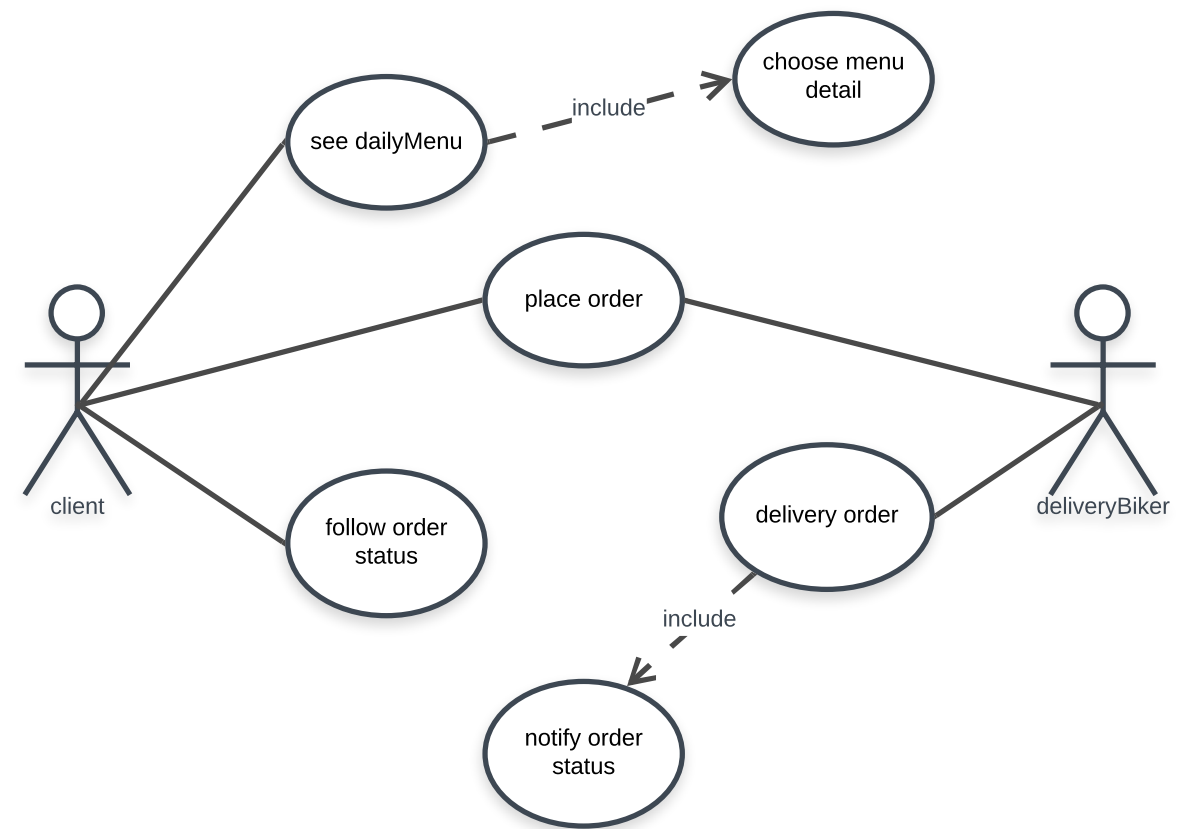 choose menu
detail
include
see dailyMenu
place order
client
deliveryBiker
delivery order
follow order
status
include
notify order
status